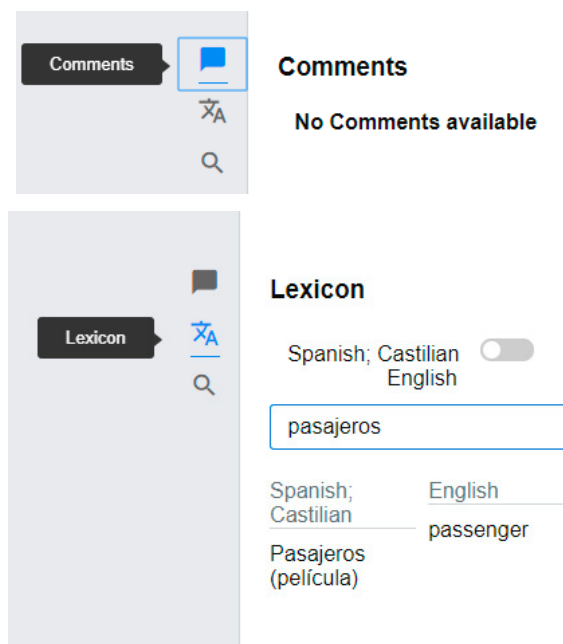 Comments
Comments
No Comments available
Lexicon
Lexicon
Spanish; Castilian
English
pasajeros
Spanish;
Castilian
English
Pasajeros
(película)
passenger